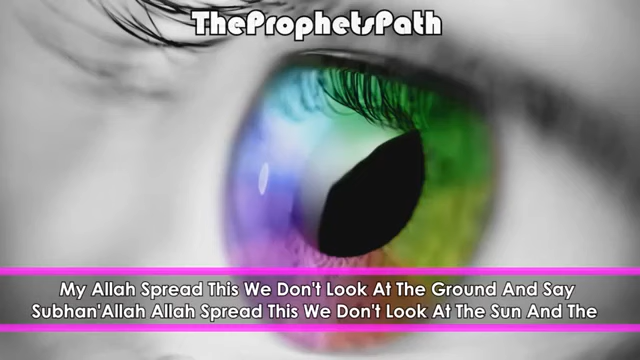 TheProphetsPath
My Allah Spread This We Don't Look At The Ground And Say
Subhan'Allah Allah Spread This We Don't Look At The Sun And The